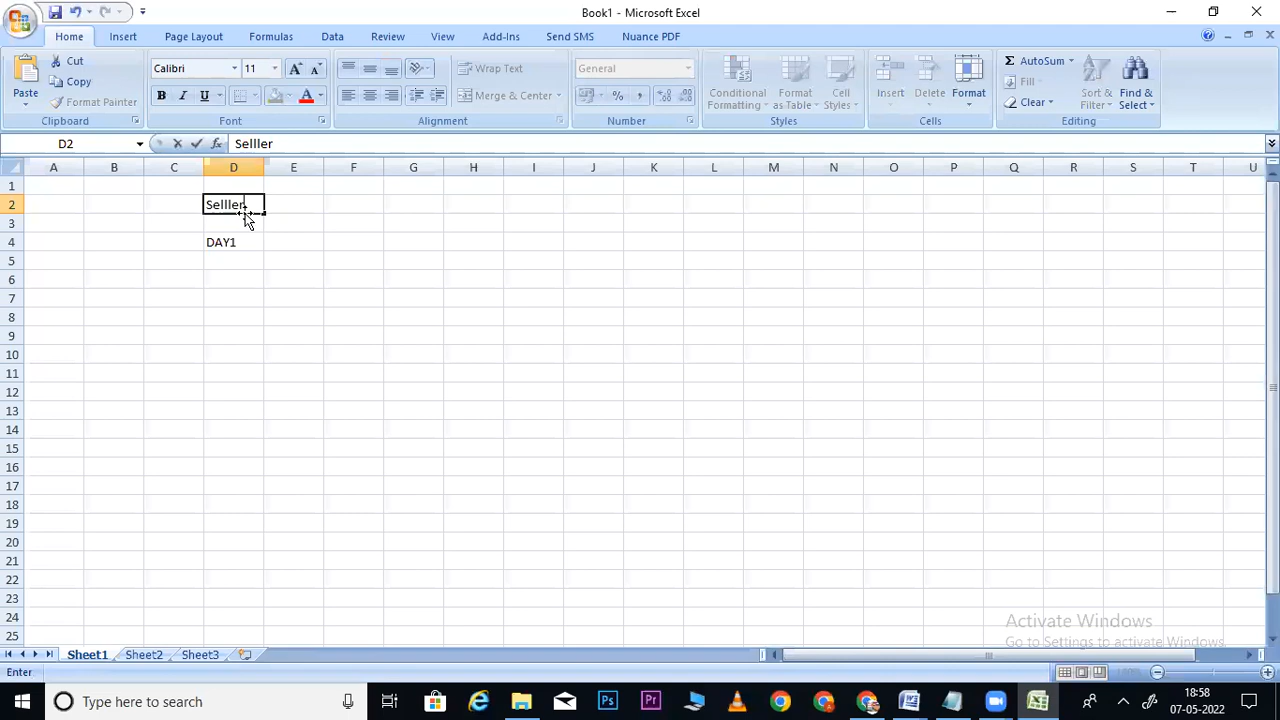 Book1 - Microsoft Excel
Home Insert Page Layout Formulas Data Review View Add-Ins Send SMS Nuance PDF
Paste
Cut
Copy
Format Painter
Clipboard
Calibri 11
Font
Wrap Text
Merge & Center
Alignment
General
Number
Conditional Formatting
Format as Table
Cell Styles
Styles
Insert
Delete
Format
Cells
AutoSum
Fill
Clear
Sort & Filter
Find & Select
Editing
D2 Selller
A B C D E F G H I J K L M N O P Q R S T U
1
2 Selller
3
4 DAY1
5
6
7
8
9
10
11
12
13
14
15
16
17
18
19
20
21
22
23
24
25
Activate Windows
Go to Settings to activate Windows.
Sheet1 Sheet2 Sheet3
Enter
Type here to search
18:58
07-05-2022